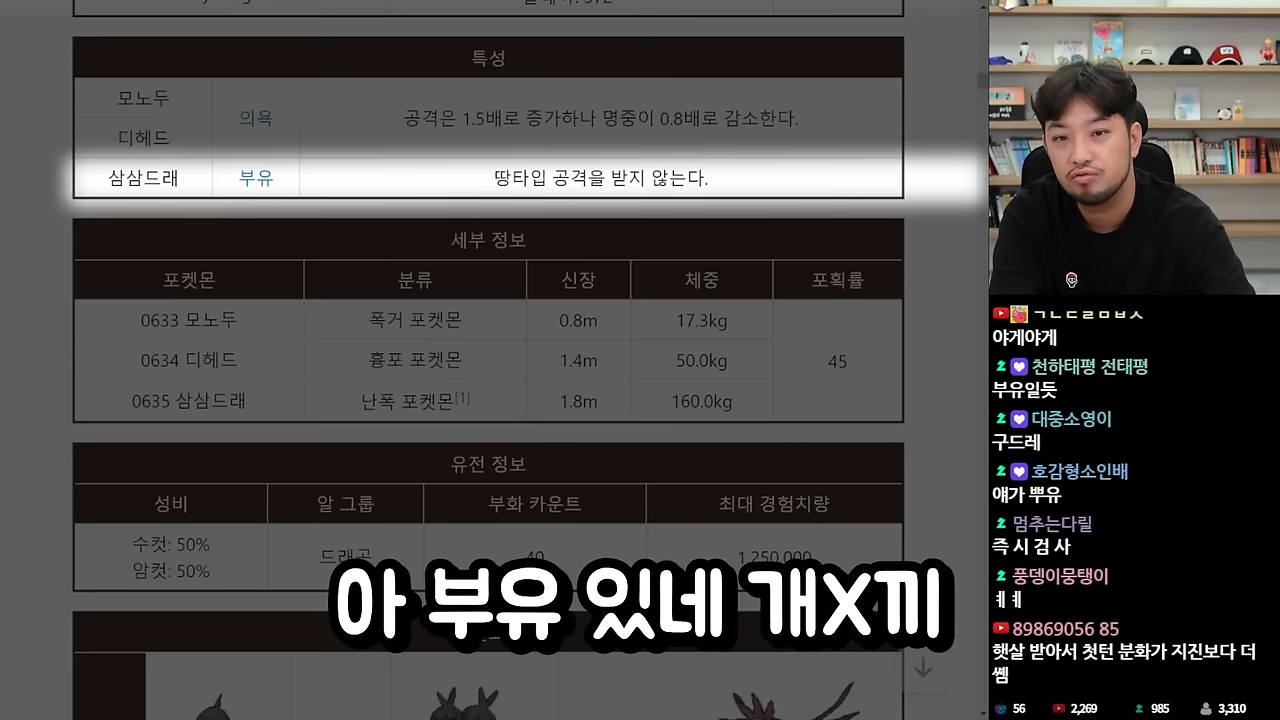 특성
모노두
의욕
공격은 1.5배로 증가하나 명중이 0.8배로 감소한다.
디헤드
삼삼드래
부유
땅타입 공격을 받지 않는다.
세부 정보
포켓몬 분류 신장 체중 포획률
0633 모노두 폭거 포켓몬 0.8m 17.3kg
0634 디헤드 흉포 포켓몬 1.4m 50.0kg
45
0635 삼삼드래 난폭 포켓몬[1] 1.8m 160.0kg
유전 정보
성비 알 그룹 부화 카운트 최대 경험치량
수컷: 50%
암컷: 50%
드래곤 40 1,250,000
아 부유 있네 개X끼
ㄱㄴㄷㄹㅁㅂㅅ
야게야게
천하태평 전태평
부유일듯
대중소영이
구드레
호감형소인배
얘가 뿌유
멈추는다릴
즉 시 검 사
풍뎅이뭉탱이
ㅖㅖ
89869056 85
햇살 받아서 첫턴 분화가 지진보다 더
쎔
56 2,269 985 3,310